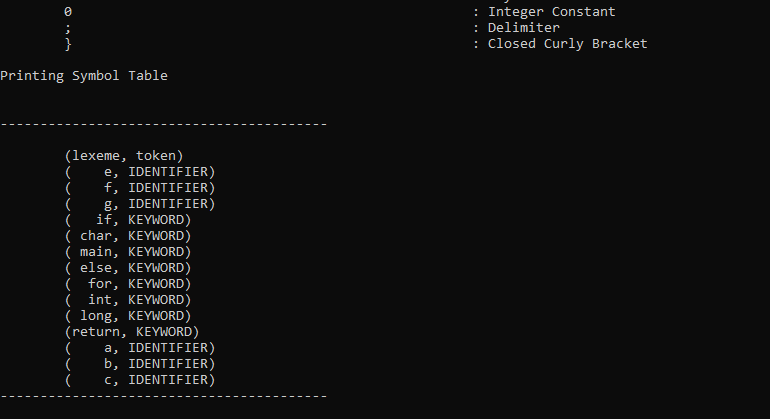 0 : Integer Constant
; : Delimiter
} : Closed Curly Bracket
Printing Symbol Table
-----------------------------------------
(lexeme, token)
(    e, IDENTIFIER)
(    f, IDENTIFIER)
(    g, IDENTIFIER)
(   if, KEYWORD)
( char, KEYWORD)
( main, KEYWORD)
( else, KEYWORD)
(  for, KEYWORD)
(  int, KEYWORD)
( long, KEYWORD)
(return, KEYWORD)
(    a, IDENTIFIER)
(    b, IDENTIFIER)
(    c, IDENTIFIER)
-----------------------------------------